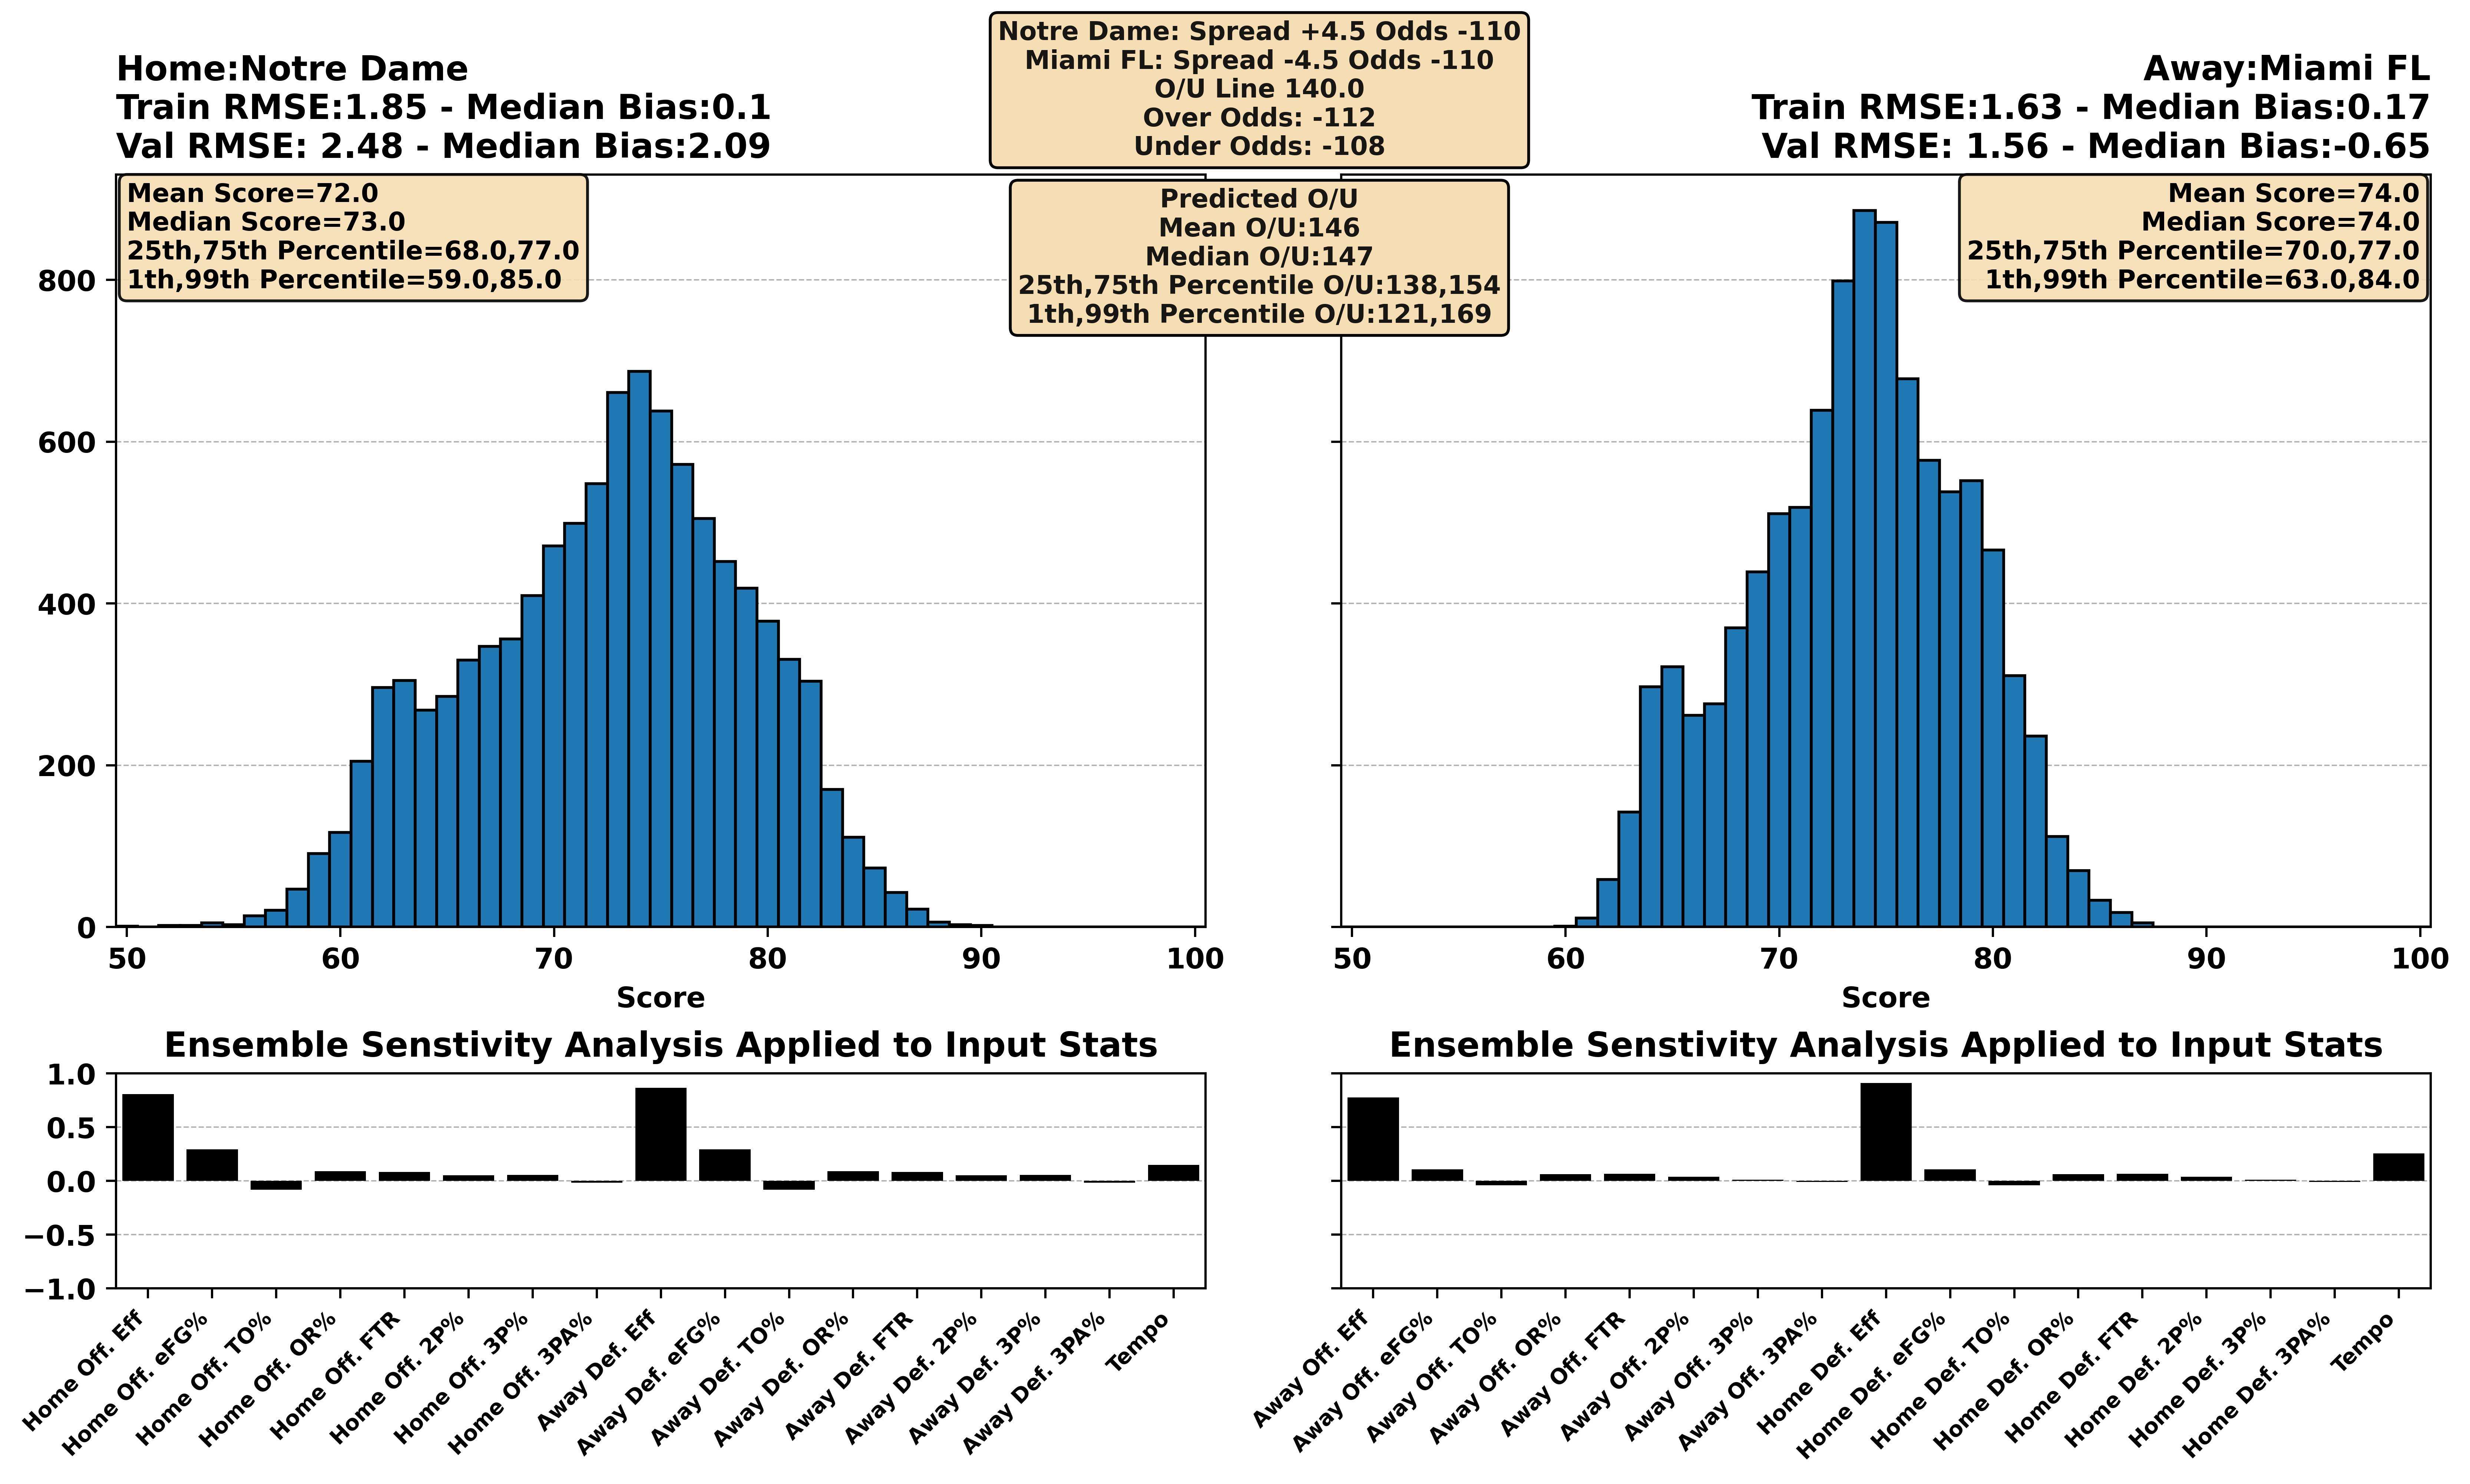 Notre Dame: Spread +4.5 Odds -110
Miami FL: Spread -4.5 Odds -110
O/U Line 140.0
Over Odds: -112
Under Odds: -108
Home:Notre Dame
Train RMSE:1.85 - Median Bias:0.1
Val RMSE: 2.48 - Median Bias:2.09
Away:Miami FL
Train RMSE:1.63 - Median Bias:0.17
Val RMSE: 1.56 - Median Bias:-0.65
Mean Score=72.0
Median Score=73.0
25th,75th Percentile=68.0,77.0
1th,99th Percentile=59.0,85.0
Predicted O/U
Mean O/U:146
Median O/U:147
25th,75th Percentile O/U:138,154
1th,99th Percentile O/U:121,169
Mean Score=74.0
Median Score=74.0
25th,75th Percentile=70.0,77.0
1th,99th Percentile=63.0,84.0
800
600
400
200
0
50 60 70 80 90 100
Score
50 60 70 80 90 100
Score
Ensemble Senstivity Analysis Applied to Input Stats
1.0
0.5
0.0
−0.5
−1.0
Home Off. Eff
Home Off. eFG%
Home Off. TO%
Home Off. OR%
Home Off. FTR
Home Off. 2P%
Home Off. 3P%
Home Off. 3PA%
Away Def. Eff
Away Def. eFG%
Away Def. TO%
Away Def. OR%
Away Def. FTR
Away Def. 2P%
Away Def. 3P%
Away Def. 3PA%
Tempo
Ensemble Senstivity Analysis Applied to Input Stats
Away Off. Eff
Away Off. eFG%
Away Off. TO%
Away Off. OR%
Away Off. FTR
Away Off. 2P%
Away Off. 3P%
Away Off. 3PA%
Home Def. Eff
Home Def. eFG%
Home Def. TO%
Home Def. OR%
Home Def. FTR
Home Def. 2P%
Home Def. 3P%
Home Def. 3PA%
Tempo